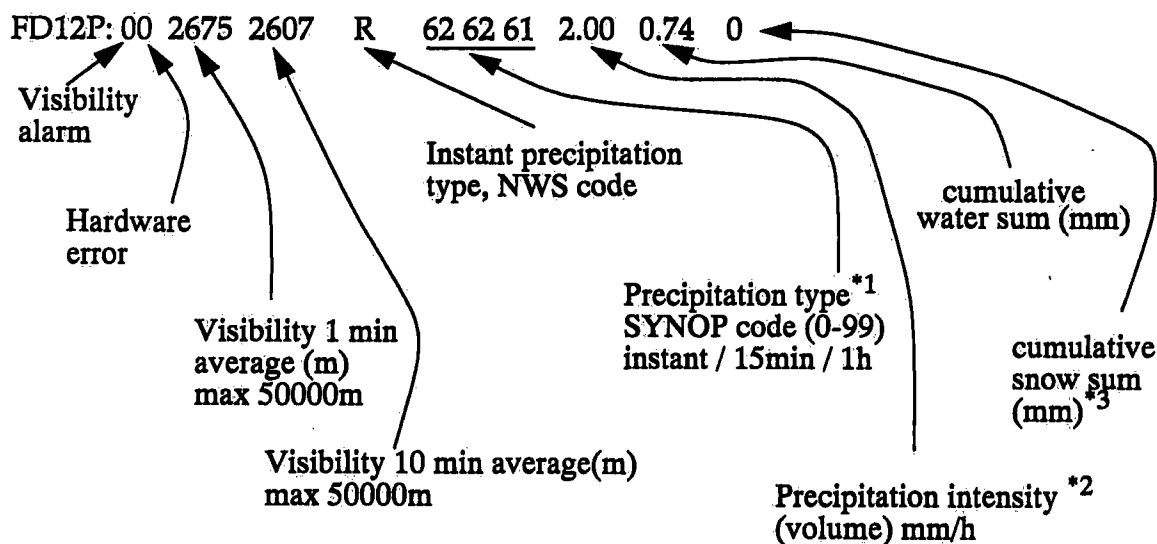 FD12P: 00 2675 2607 R 62 62 61 2.00 0.74 0
Visibility
alarm
Hardware
error
Visibility 1 min
average (m)
max 50000m
Visibility 10 min average(m)
max 50000m
Instant precipitation
type, NWS code
Precipitation type*1
SYNOP code (0-99)
instant / 15min / 1h
Precipitation intensity *2
(volume) mm/h
cumulative
water sum (mm)
cumulative
snow sum
(mm)*3